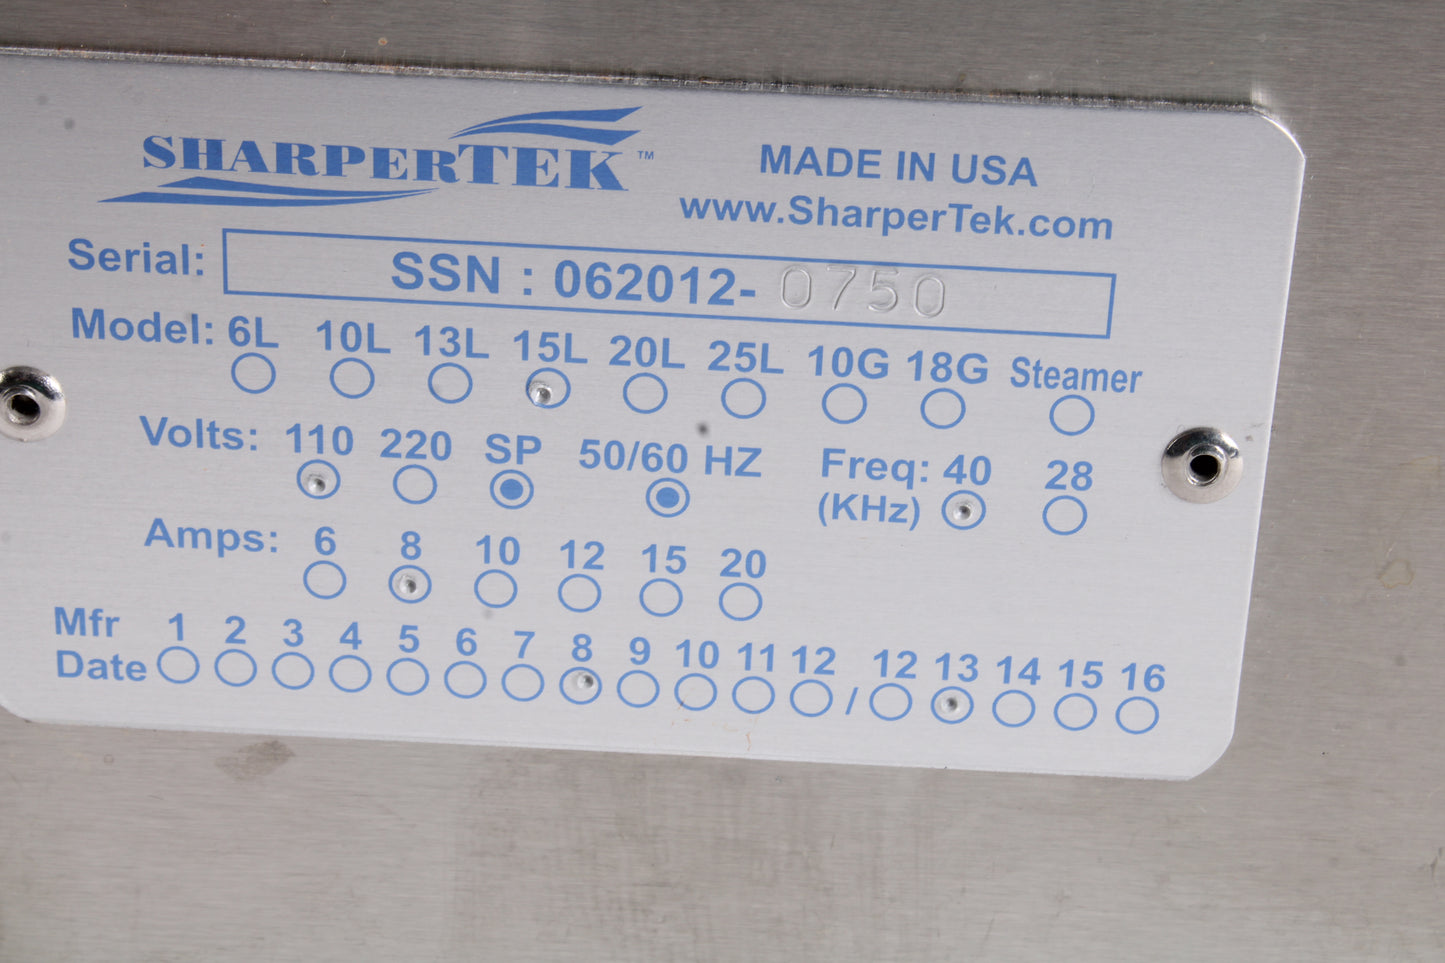 SHARPERTEK™
MADE IN USA
www.SharperTek.com
Serial: SSN : 062012- 0750
Model: 6L 10L 13L 15L 20L 25L 10G 18G Steamer
Volts: 110 220 SP 50/60 HZ Freq: 40 28
(KHz)
Amps: 6 8 10 12 15 20
Mfr 1 2 3 4 5 6 7 8 9 10 11 12 12 13 14 15 16
Date /